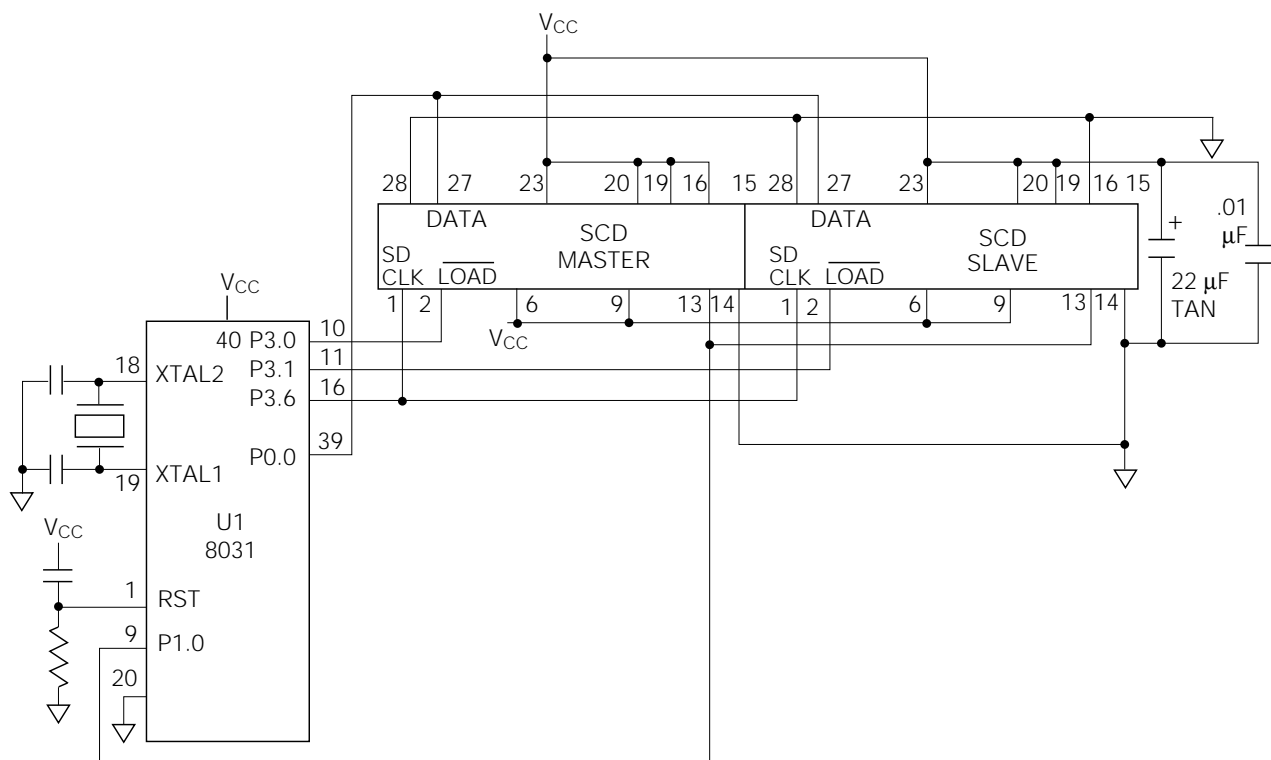 VCC
28 27 23 20 19 16 15 28 27 23 20 19 16 15
DATA
SCD
MASTER
SD
CLK
LOAD
DATA
SCD
SLAVE
SD
CLK
LOAD
+
22 μF
TAN
.01
μF
1 2 6 9 13 14 1 2 6 9 13 14
VCC
VCC
40 P3.0 10
P3.1 11
P3.6 16
P0.0 39
18 XTAL2
19 XTAL1
U1
8031
VCC
1 RST
9 P1.0
20